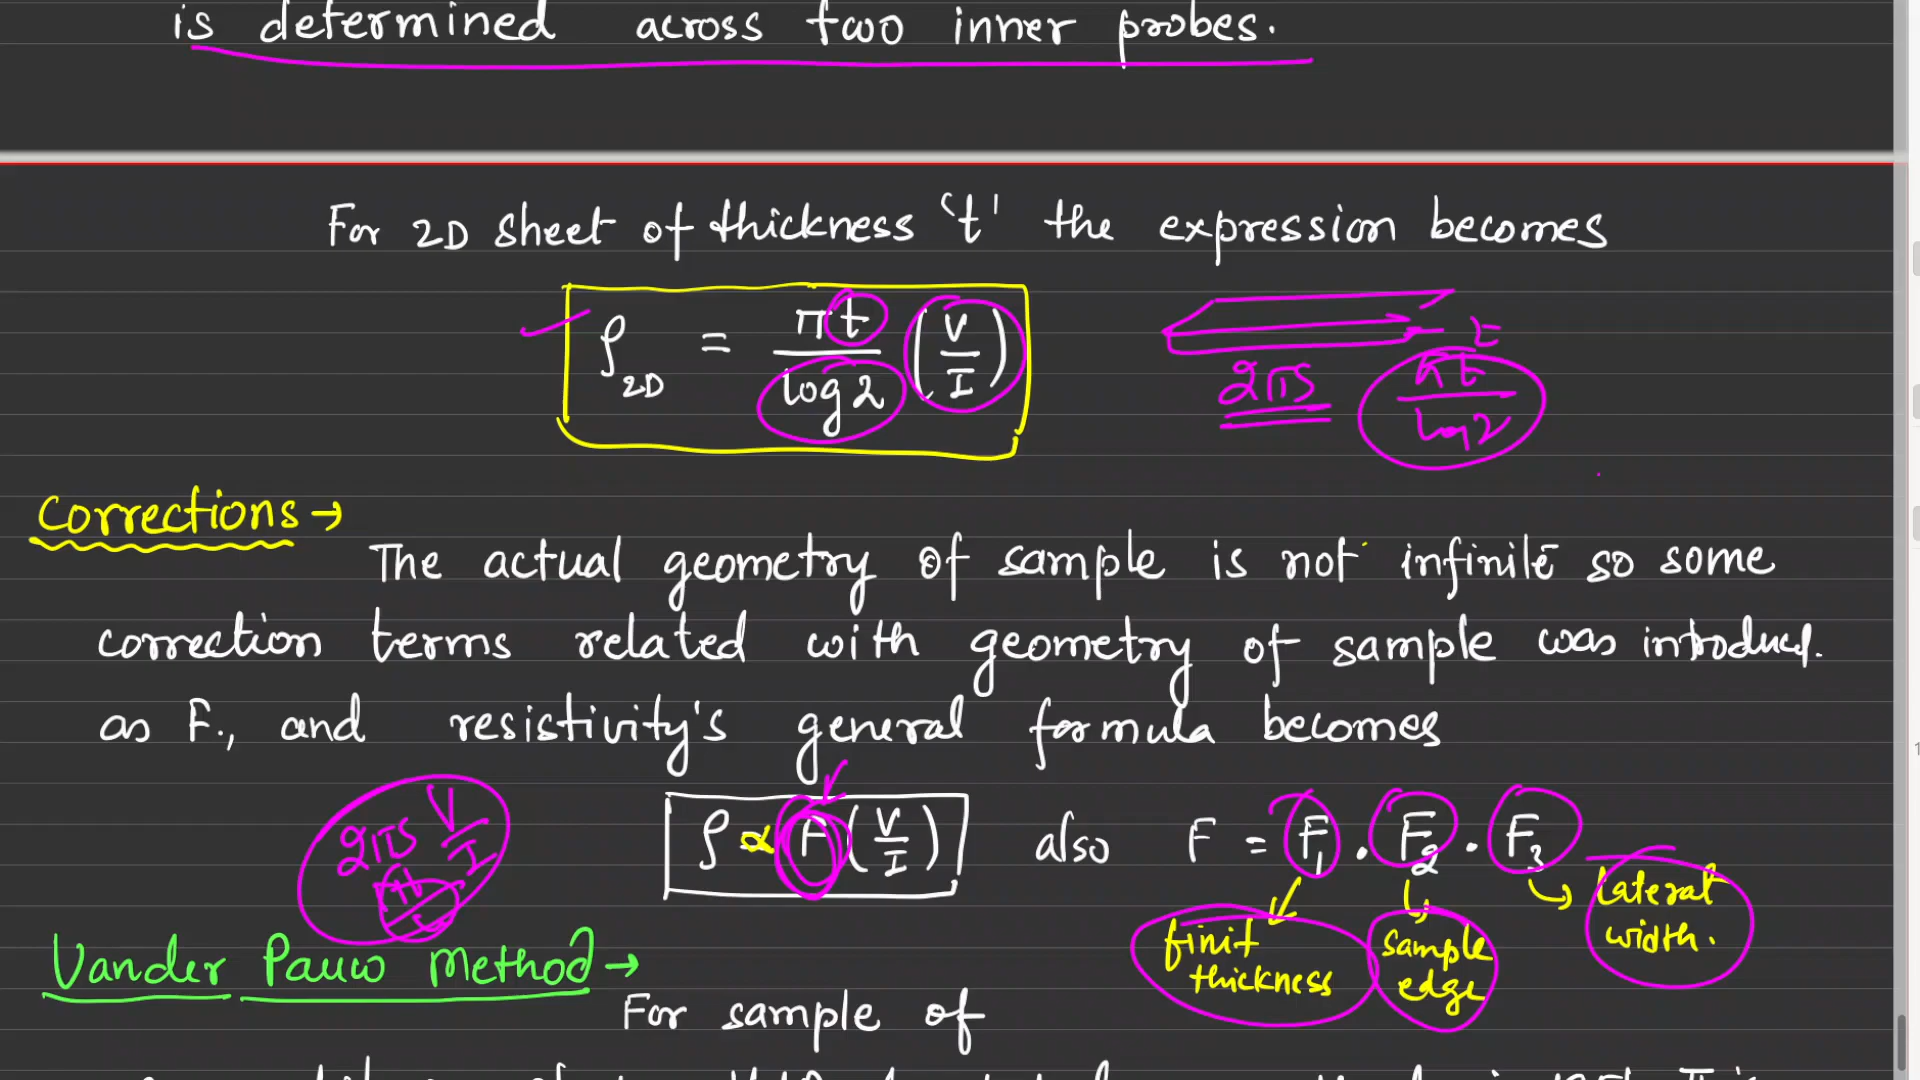 is determined across two inner probes.
For 2D sheet of thickness 't' the expression becomes
ρ2D = πt/log2 (V/I)
2πs
πt/log2
Corrections →
The actual geometry of sample is not infinite so some
correction terms related with geometry of sample was introduced.
as F., and resistivity's general formula becomes
2πs V/I
ρ ∝ F (V/I) also F = F1 . F2 . F3
finit thickness
sample edge
lateral width.
Vander Pauw Method →
For sample of